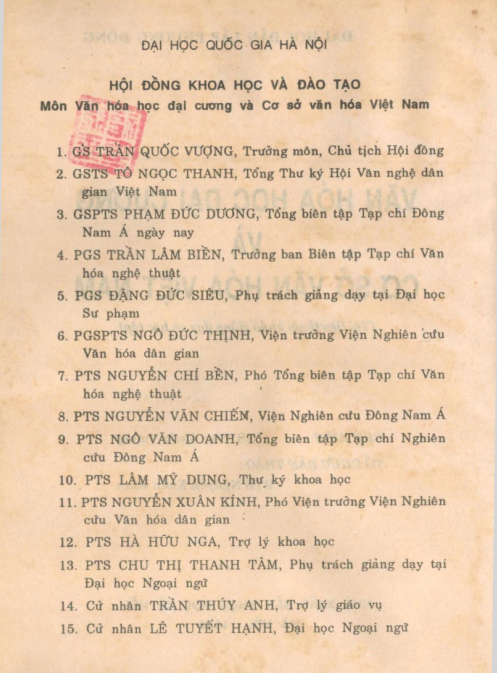 ĐẠI HỌC QUỐC GIA HÀ NỘI
HỘI ĐỒNG KHOA HỌC VÀ ĐÀO TẠO
Môn Văn hóa học đại cương và Cơ sở văn hóa Việt Nam
1. GS TRẦN QUỐC VƯỢNG, Trưởng môn, Chủ tịch Hội đồng
2. GSTS TÔ NGỌC THANH, Tổng Thư ký Hội Văn nghệ dân
gian Việt Nam
3. GSPTS PHẠM ĐỨC DƯƠNG, Tổng biên tập Tạp chí Đông
Nam Á ngày nay
4. PGS TRẦN LÂM BIỀN, Trưởng ban Biên tập Tạp chí Văn
hóa nghệ thuật
5. PGS ĐẶNG ĐỨC SIÊU, Phụ trách giảng dạy tại Đại học
Sư phạm
6. PGSPTS NGÔ ĐỨC THỊNH, Viện trưởng Viện Nghiên cứu
Văn hóa dân gian
7. PTS NGUYỄN CHÍ BỀN, Phó Tổng biên tập Tạp chí Văn
hóa nghệ thuật
8. PTS NGUYỄN VĂN CHIẾM, Viện Nghiên cứu Đông Nam Á
9. PTS NGÔ VĂN DOANH, Tổng biên tập Tạp chí Nghiên
cứu Đông Nam Á
10. PTS LÂM MỸ DUNG, Thư ký khoa học
11. PTS NGUYỄN XUÂN KÍNH, Phó Viện trưởng Viện Nghiên
cứu Văn hóa dân gian
12. PTS HÀ HỮU NGA, Trợ lý khoa học
13. PTS CHU THỊ THANH TÂM, Phụ trách giảng dạy tại
Đại học Ngoại ngữ
14. Cử nhân TRẦN THÚY ANH, Trợ lý giáo vụ
15. Cử nhân LÊ TUYẾT HẠNH, Đại học Ngoại ngữ